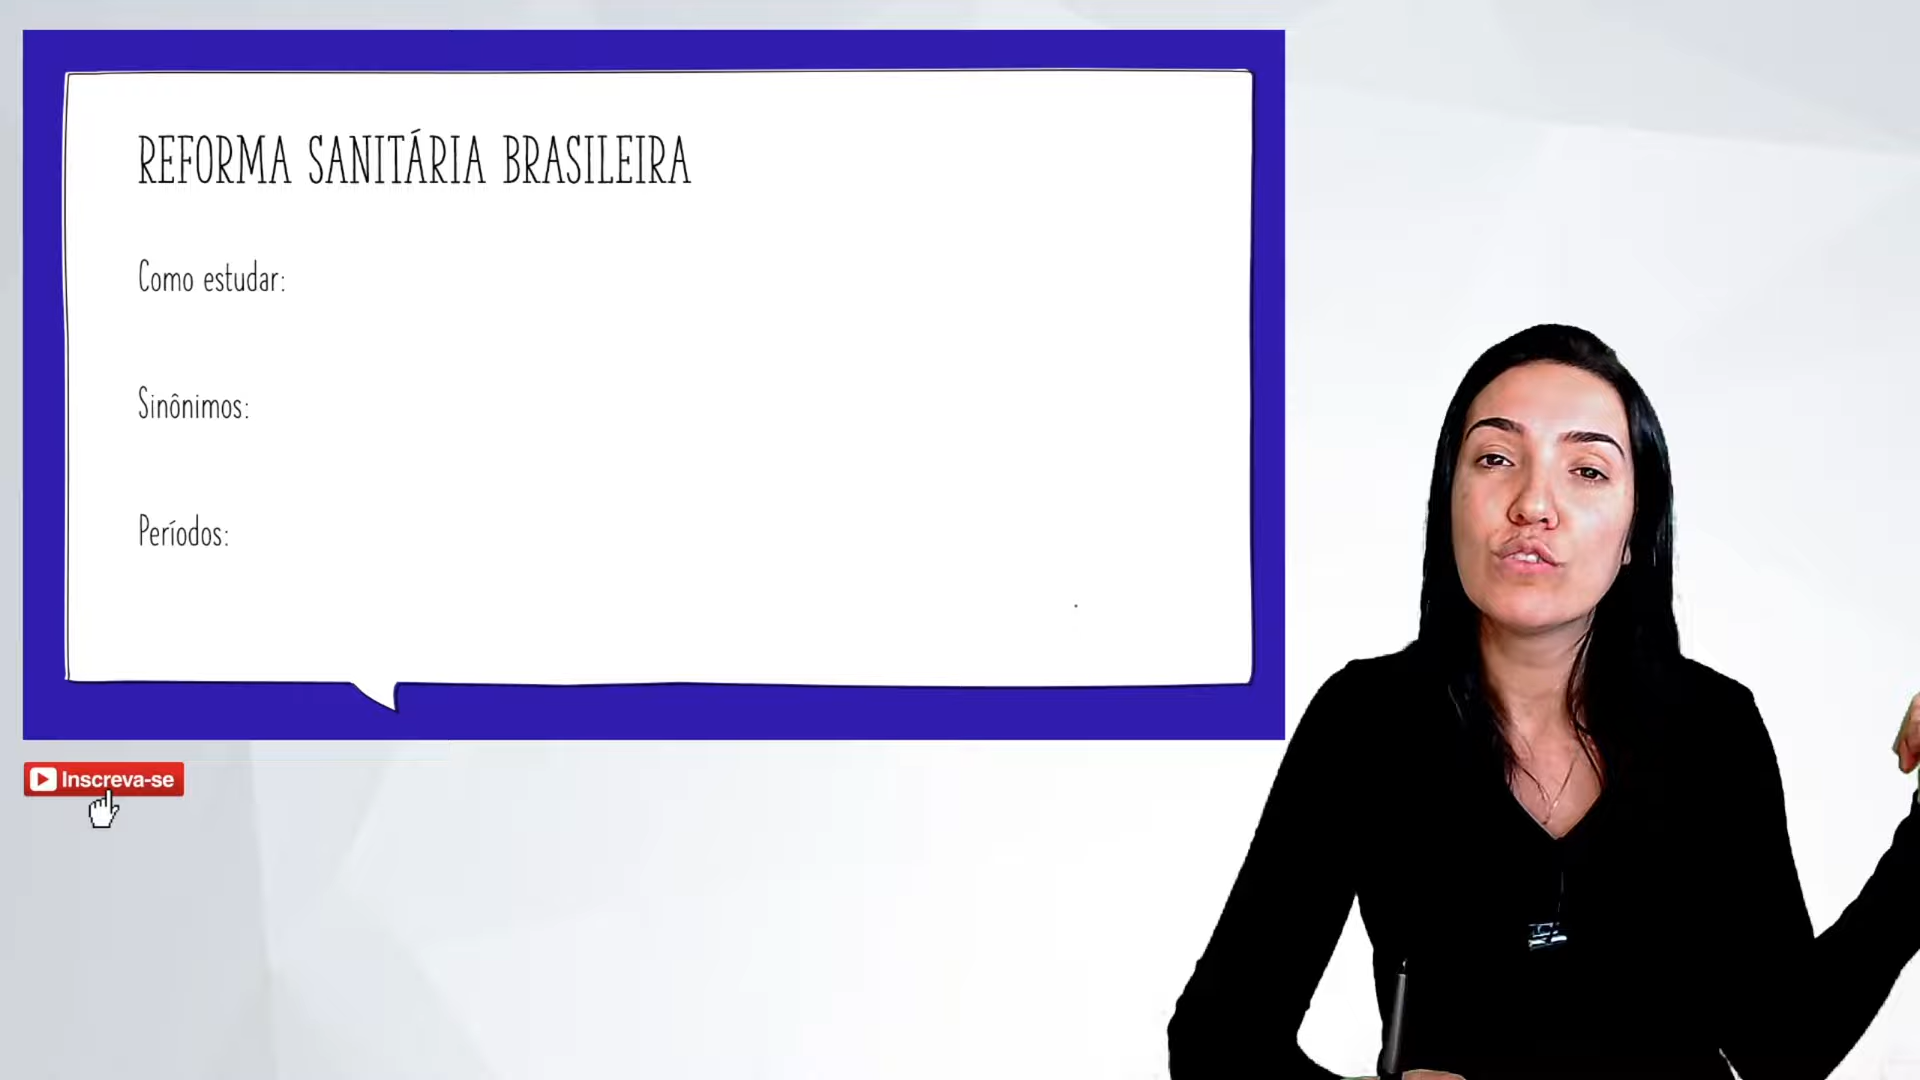 REFORMA SANITÁRIA BRASILEIRA
Como estudar:
Sinônimos:
Períodos:
Inscreva-se